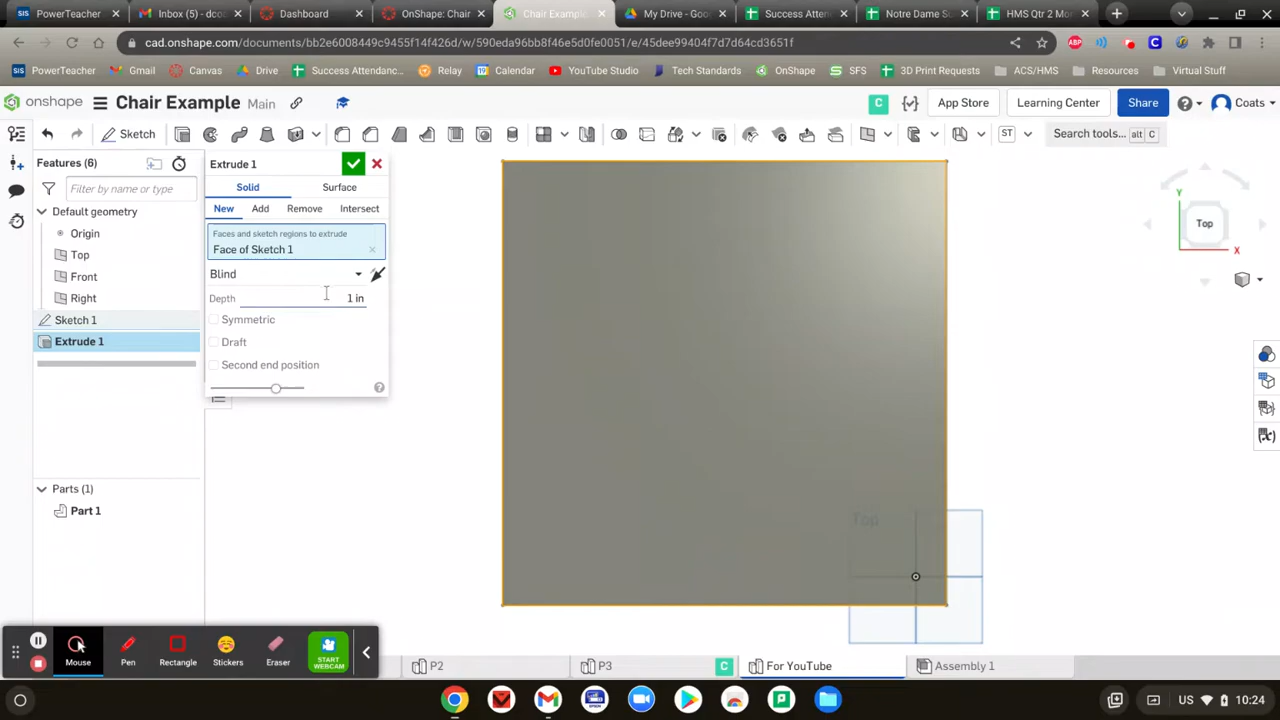 PowerTeacher
Inbox (5) - dco
Dashboard
OnShape: Chair
Chair Example
My Drive - Goo
Success Attend
Notre Dame S
HMS Qtr 2 Mo
cad.onshape.com/documents/bb2e6008449c9455f14f426d/w/590eda96bb8f46e5d0fe0051/e/45dee99404f7d7d64cd3651f
PowerTeacher
Gmail
Canvas
Drive
Success Attendanc...
Relay
Calendar
YouTube Studio
Tech Standards
OnShape
SFS
3D Print Requests
ACS/HMS
Resources
Virtual Stuff
onshape
Chair Example
Main
C
App Store
Learning Center
Share
Coats
Sketch
ST
Search tools...
alt
C
Features (6)
Filter by name or type
Default geometry
Origin
Top
Front
Right
Sketch 1
Extrude 1
Parts (1)
Part 1
Extrude 1
Solid
Surface
New
Add
Remove
Intersect
Faces and sketch regions to extrude
Face of Sketch 1
Blind
Depth
1 in
Symmetric
Draft
Second end position
Top
Y
Top
X
Mouse
Pen
Rectangle
Stickers
Eraser
START
WEBCAM
P2
P3
C
For YouTube
Assembly 1
US
10:24